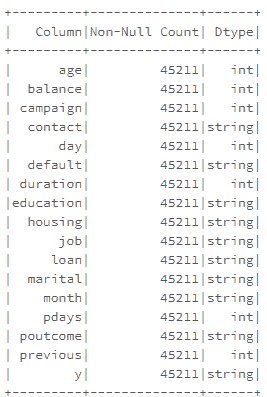 +---------+--------------+------+
|   Column|Non-Null Count| Dtype|
+---------+--------------+------+
|      age|         45211|   int|
|  balance|         45211|   int|
| campaign|         45211|   int|
|  contact|         45211|string|
|      day|         45211|   int|
|  default|         45211|string|
| duration|         45211|   int|
|education|         45211|string|
|  housing|         45211|string|
|      job|         45211|string|
|     loan|         45211|string|
|  marital|         45211|string|
|    month|         45211|string|
|    pdays|         45211|   int|
| poutcome|         45211|string|
| previous|         45211|   int|
|        y|         45211|string|
+---------+--------------+------+